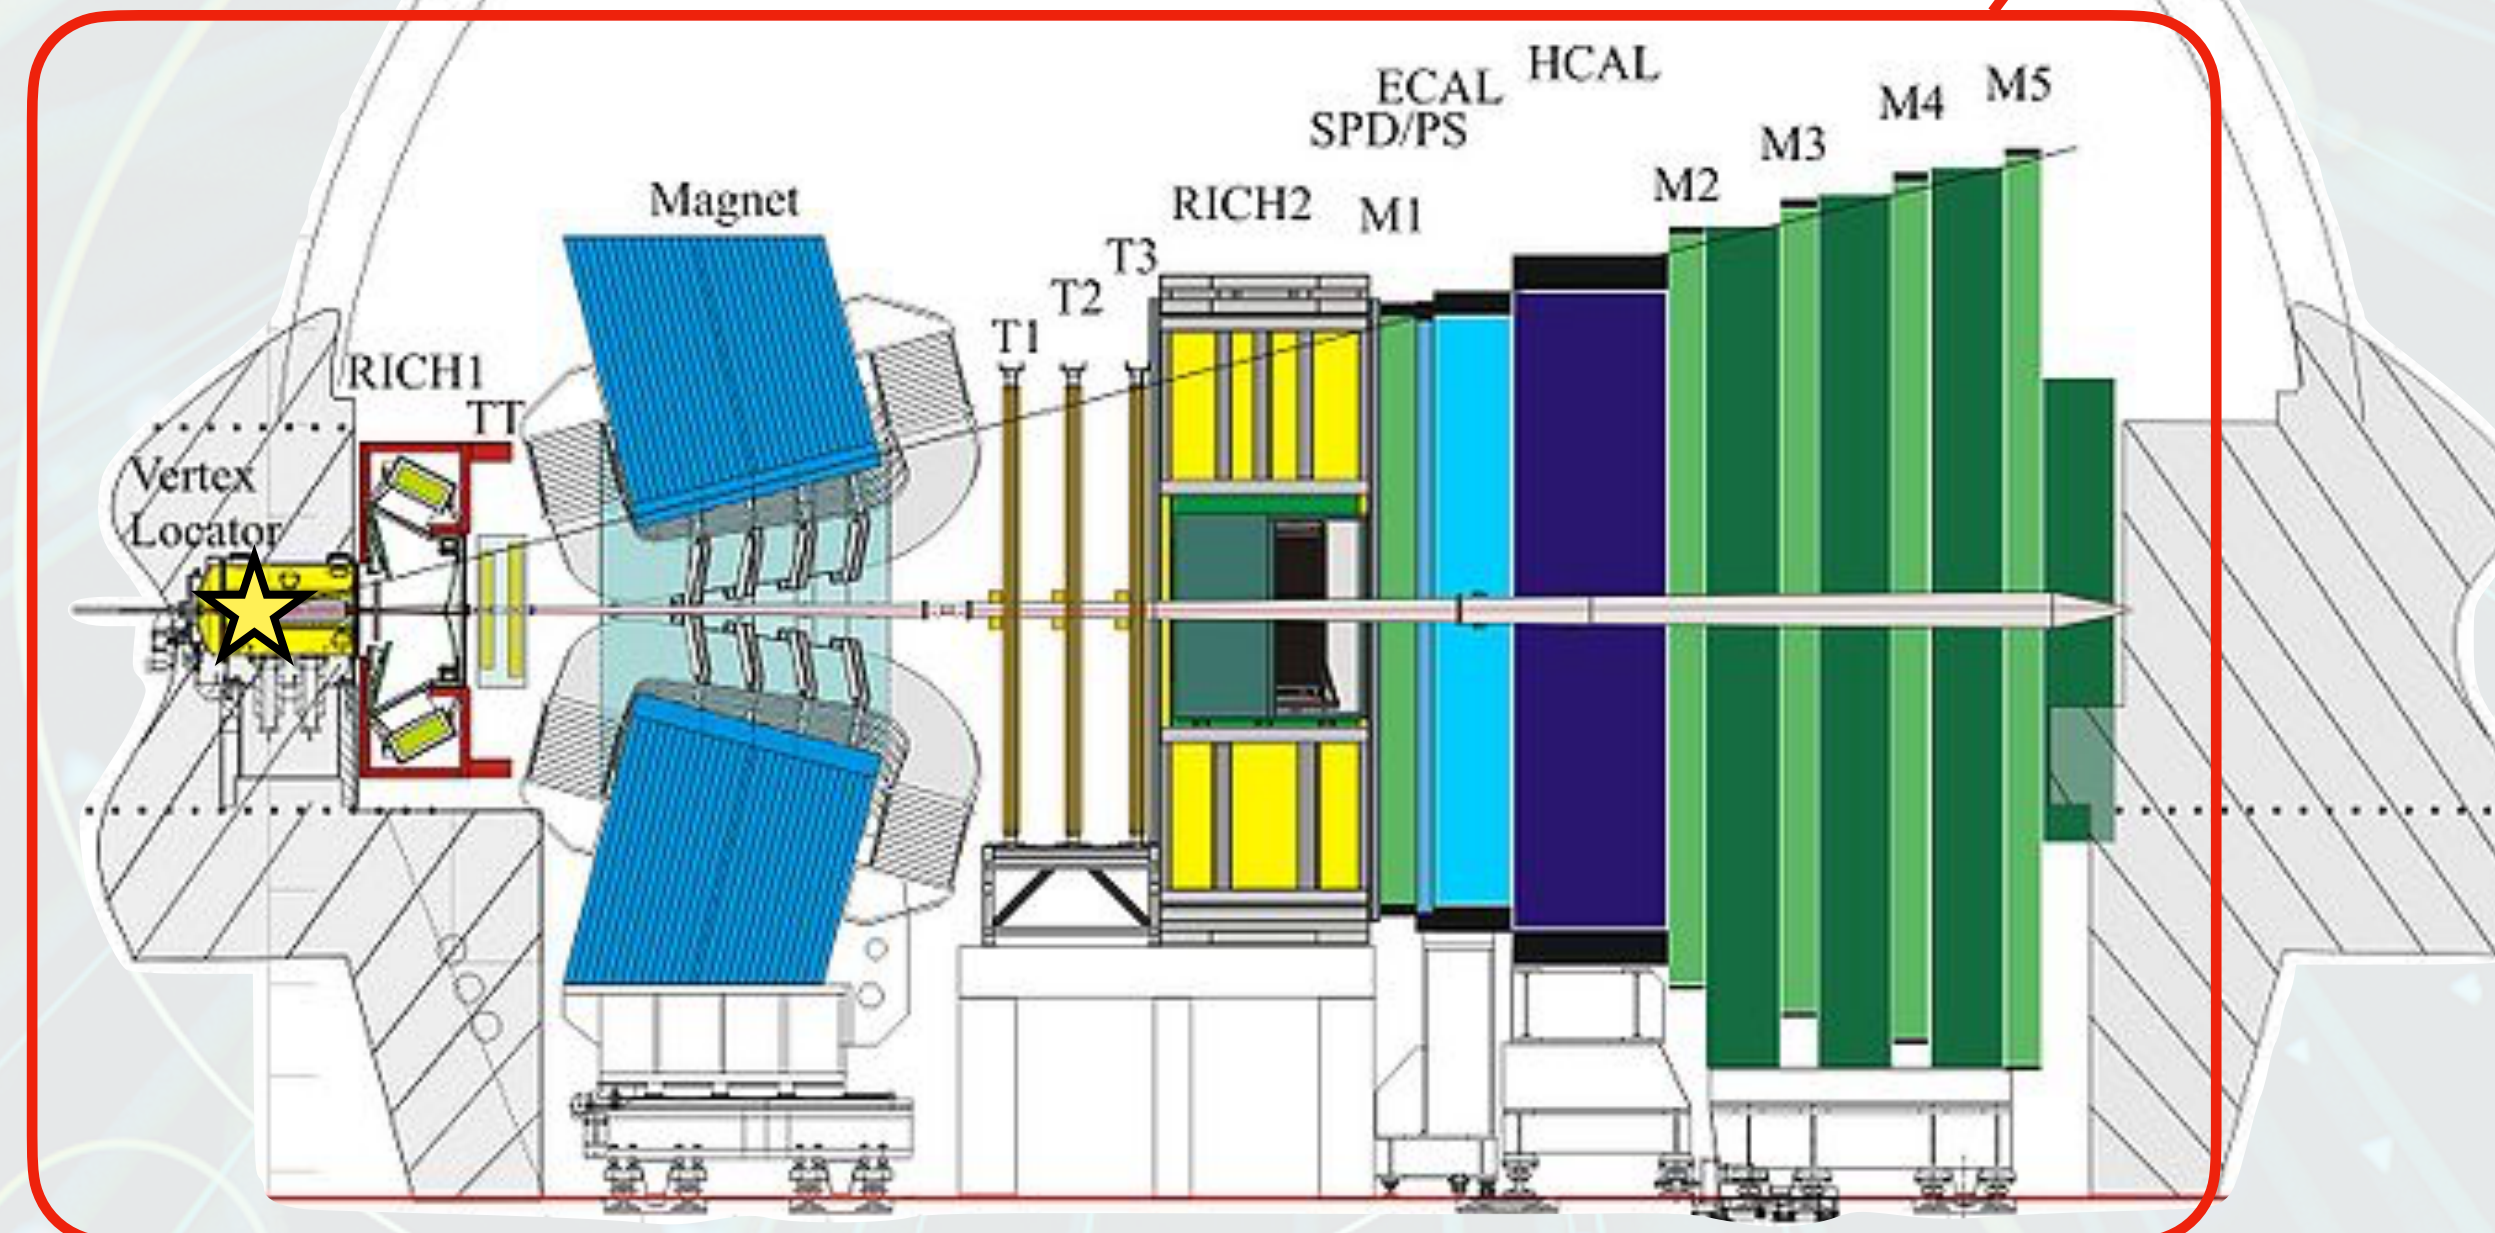 HCAL
ECAL
SPD/PS
M5
M4
M3
M2
Magnet
RICH2
M1
T3
T2
T1
RICH1
TT
Vertex
Locator